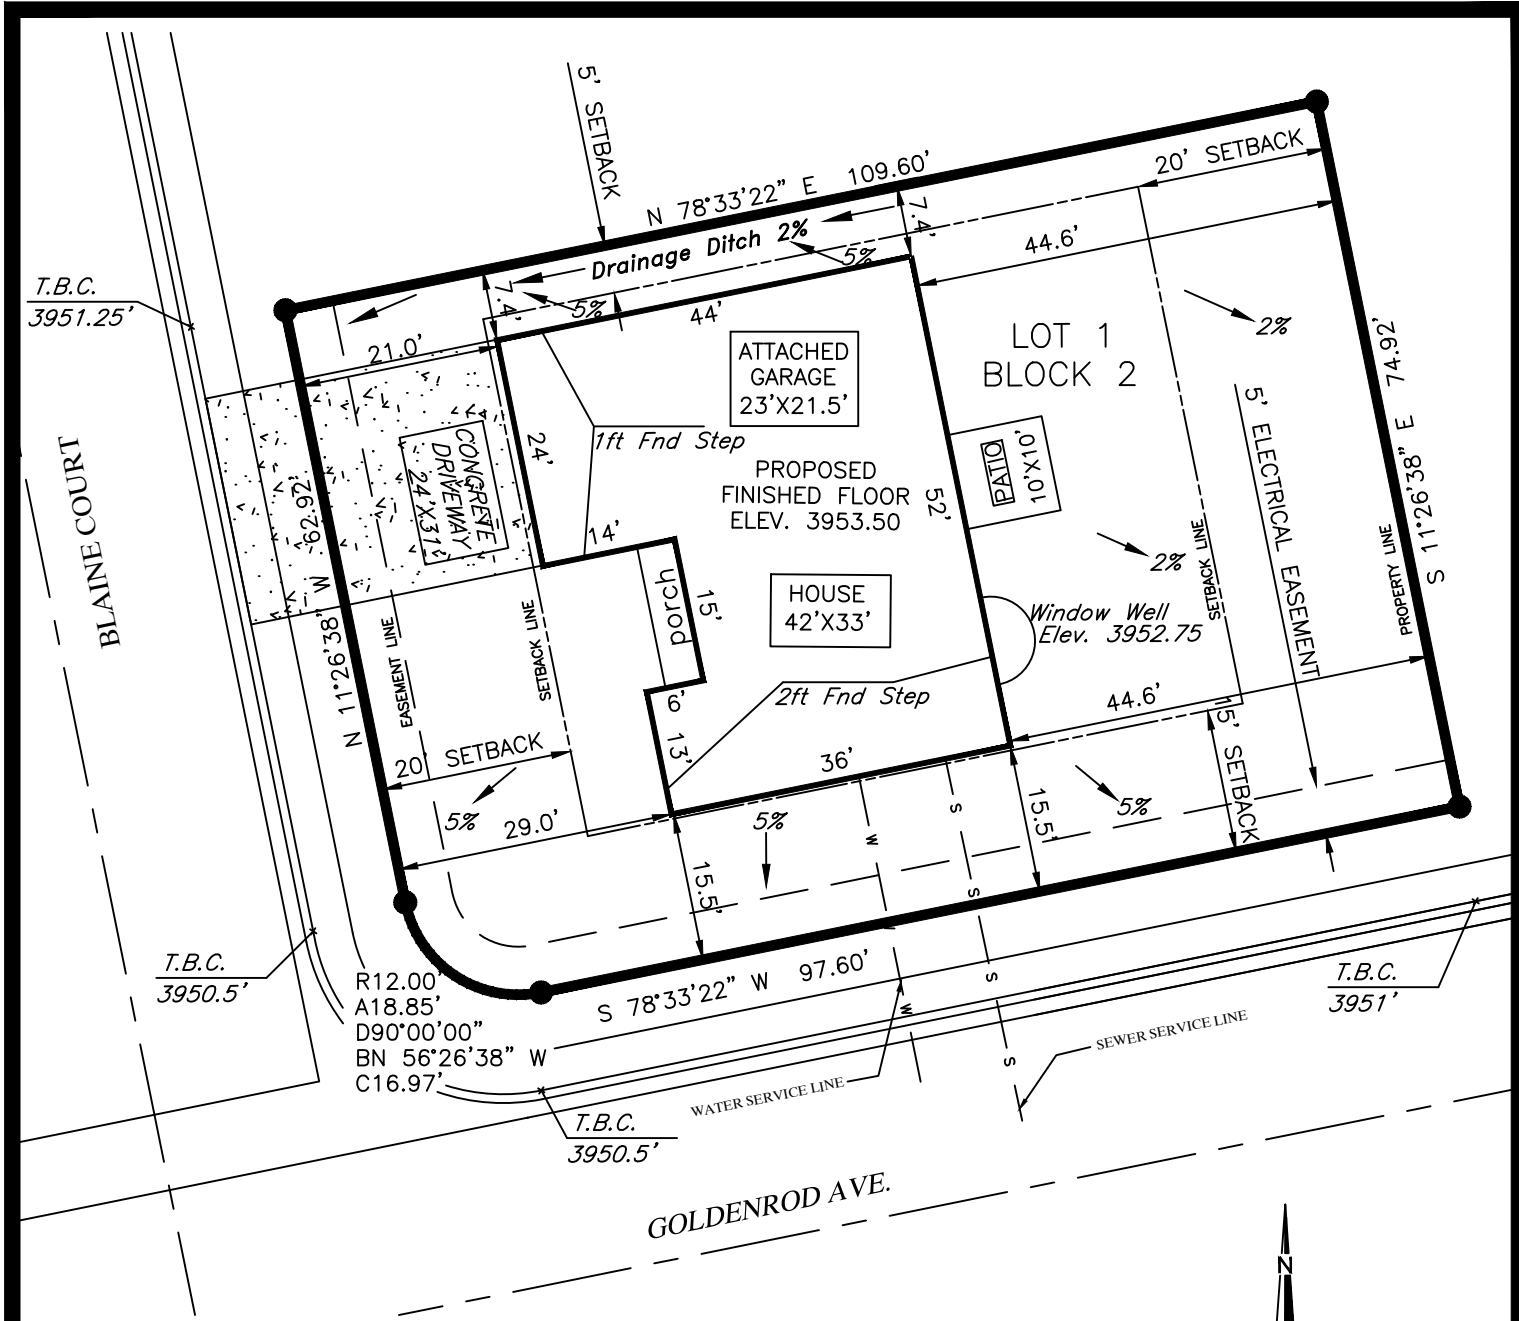 5' SETBACK
N 78°33'22" E 109.60'
20' SETBACK
Drainage Ditch 2%
7.4'
5%
44.6'
T.B.C.
3951.25'
7.4'
5%
44'
21.0'
LOT 1
BLOCK 2
2%
S 11°26'38" E 74.92'
ATTACHED
GARAGE
23'X21.5'
1ft Fnd Step
24'
CONCRETE
DRIVEWAY
24'X31'
BLAINE COURT
N 11°26'38" W 62.92'
PROPOSED
FINISHED FLOOR
ELEV. 3953.50
52'
PATIO
10'X10'
5' ELECTRICAL EASEMENT
14'
2%
SETBACK LINE
PROPERTY LINE
porch
15'
HOUSE
42'X33'
Window Well
Elev. 3952.75
EASEMENT LINE
SETBACK LINE
6'
2ft Fnd Step
44.6'
15' SETBACK
20' SETBACK
13'
36'
5%
29.0'
5%
15.5'
15.5'
5%
W
S
S
S
W
S
T.B.C.
3950.5'
R12.00'
A18.85'
D90°00'00"
BN 56°26'38" W
C16.97'
S 78°33'22" W 97.60'
T.B.C.
3951'
SEWER SERVICE LINE
WATER SERVICE LINE
T.B.C.
3950.5'
GOLDENROD AVE.
N